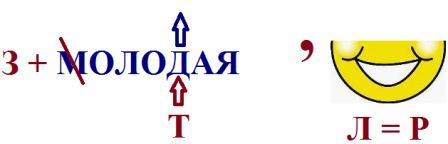 З + МОЛОДАЯ ,
Т
Л = Р